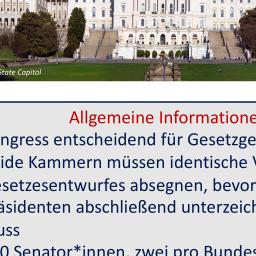 State Capitol
Allgemeine Informatione
ngress entscheidend für Gesetzge
ide Kammern müssen identische V
esetzesentwurfes absegnen, bevor
äsidenten abschließend unterzeich
uss
0 Senator*innen, zwei pro Bundes